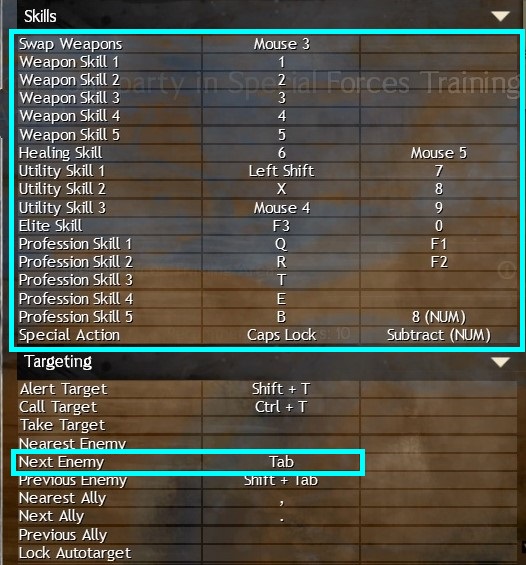 Skills
Swap Weapons Mouse 3
Weapon Skill 1 1
Weapon Skill 2 2
party in Special Forces Training
Weapon Skill 3 3
Weapon Skill 4 4
Weapon Skill 5 5
Healing Skill 6 Mouse 5
Utility Skill 1 Left Shift 7
Utility Skill 2 X 8
Utility Skill 3 Mouse 4 9
Elite Skill F3 0
Profession Skill 1 Q F1
Profession Skill 2 R F2
Profession Skill 3 T
Profession Skill 4 E
Profession Skill 5 B 8 (NUM)
Special Action Caps Lock Subtract (NUM)
Targeting
Alert Target Shift + T
Call Target Ctrl + T
Take Target
Nearest Enemy
Next Enemy Tab
Previous Enemy Shift + Tab
Nearest Ally ,
Next Ally .
Previous Ally
Lock Autotarget